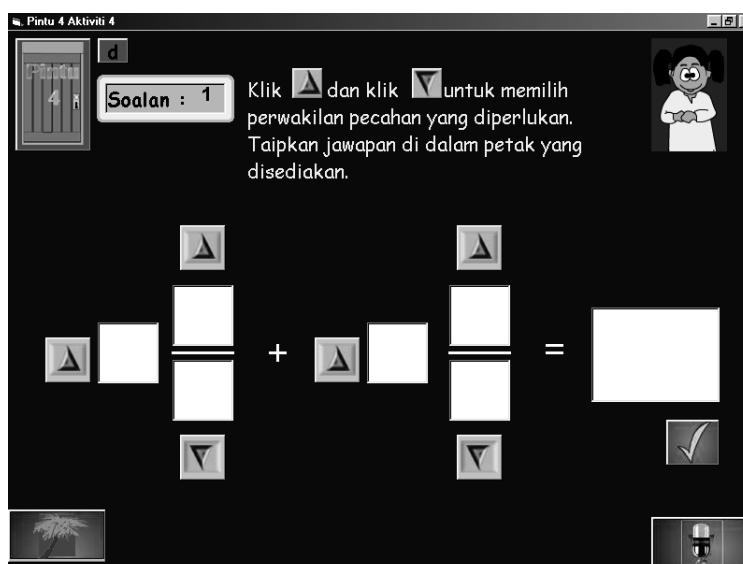 Pintu 4 Aktiviti 4
d
Pintu
4
Soalan : 1
Klik dan klik untuk memilih
perwakilan pecahan yang diperlukan.
Taipkan jawapan di dalam petak yang
disediakan.
+ =